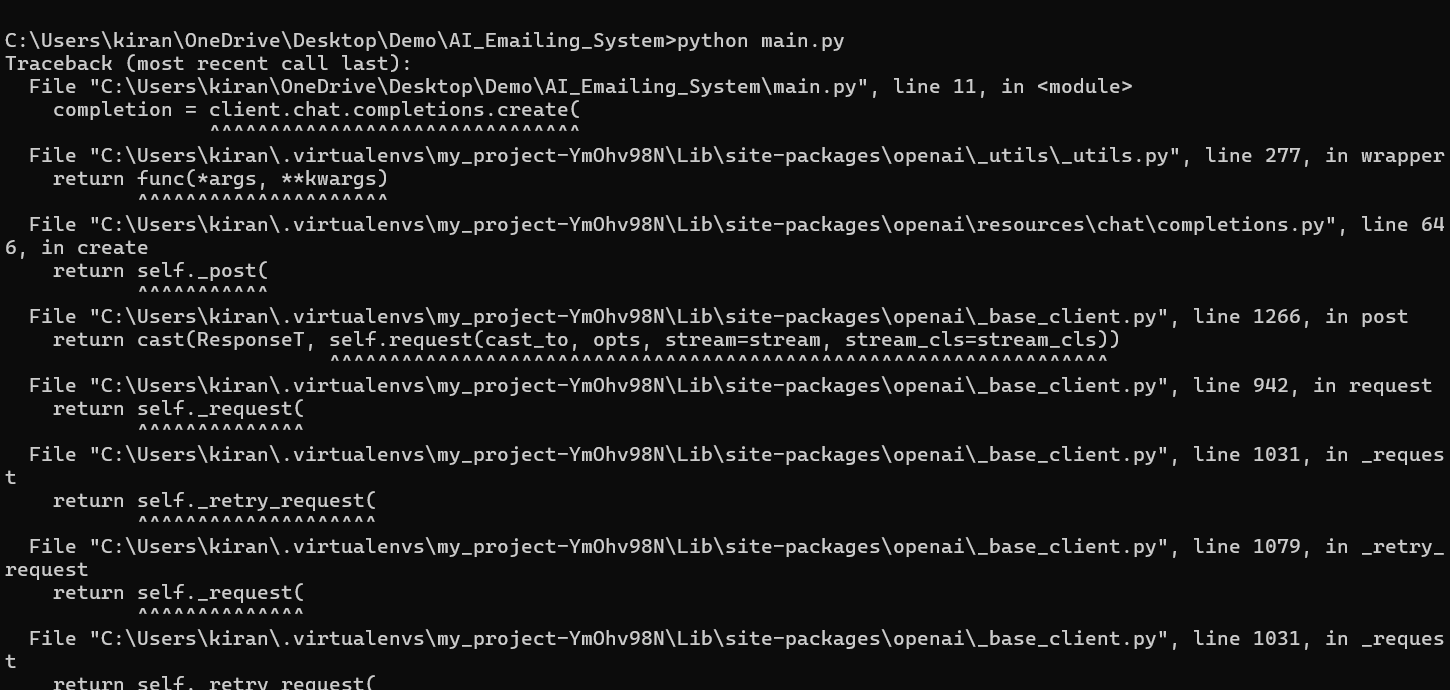 C:\Users\kiran\OneDrive\Desktop\Demo\AI_Emailing_System>python main.py
Traceback (most recent call last):
  File "C:\Users\kiran\OneDrive\Desktop\Demo\AI_Emailing_System\main.py", line 11, in <module>
    completion = client.chat.completions.create(
                 ^^^^^^^^^^^^^^^^^^^^^^^^^^^^^^^
  File "C:\Users\kiran\.virtualenvs\my_project-YmOhv98N\Lib\site-packages\openai\_utils\_utils.py", line 277, in wrapper
    return func(*args, **kwargs)
           ^^^^^^^^^^^^^^^^^^^^^
  File "C:\Users\kiran\.virtualenvs\my_project-YmOhv98N\Lib\site-packages\openai\resources\chat\completions.py", line 64
6, in create
    return self._post(
           ^^^^^^^^^^^
  File "C:\Users\kiran\.virtualenvs\my_project-YmOhv98N\Lib\site-packages\openai\_base_client.py", line 1266, in post
    return cast(ResponseT, self.request(cast_to, opts, stream=stream, stream_cls=stream_cls))
                           ^^^^^^^^^^^^^^^^^^^^^^^^^^^^^^^^^^^^^^^^^^^^^^^^^^^^^^^^^^^^^^^^^
  File "C:\Users\kiran\.virtualenvs\my_project-YmOhv98N\Lib\site-packages\openai\_base_client.py", line 942, in request
    return self._request(
           ^^^^^^^^^^^^^^
  File "C:\Users\kiran\.virtualenvs\my_project-YmOhv98N\Lib\site-packages\openai\_base_client.py", line 1031, in _reques
t
    return self._retry_request(
           ^^^^^^^^^^^^^^^^^^^^
  File "C:\Users\kiran\.virtualenvs\my_project-YmOhv98N\Lib\site-packages\openai\_base_client.py", line 1079, in _retry_
request
    return self._request(
           ^^^^^^^^^^^^^^
  File "C:\Users\kiran\.virtualenvs\my_project-YmOhv98N\Lib\site-packages\openai\_base_client.py", line 1031, in _reques
t
    return self._retry_request(